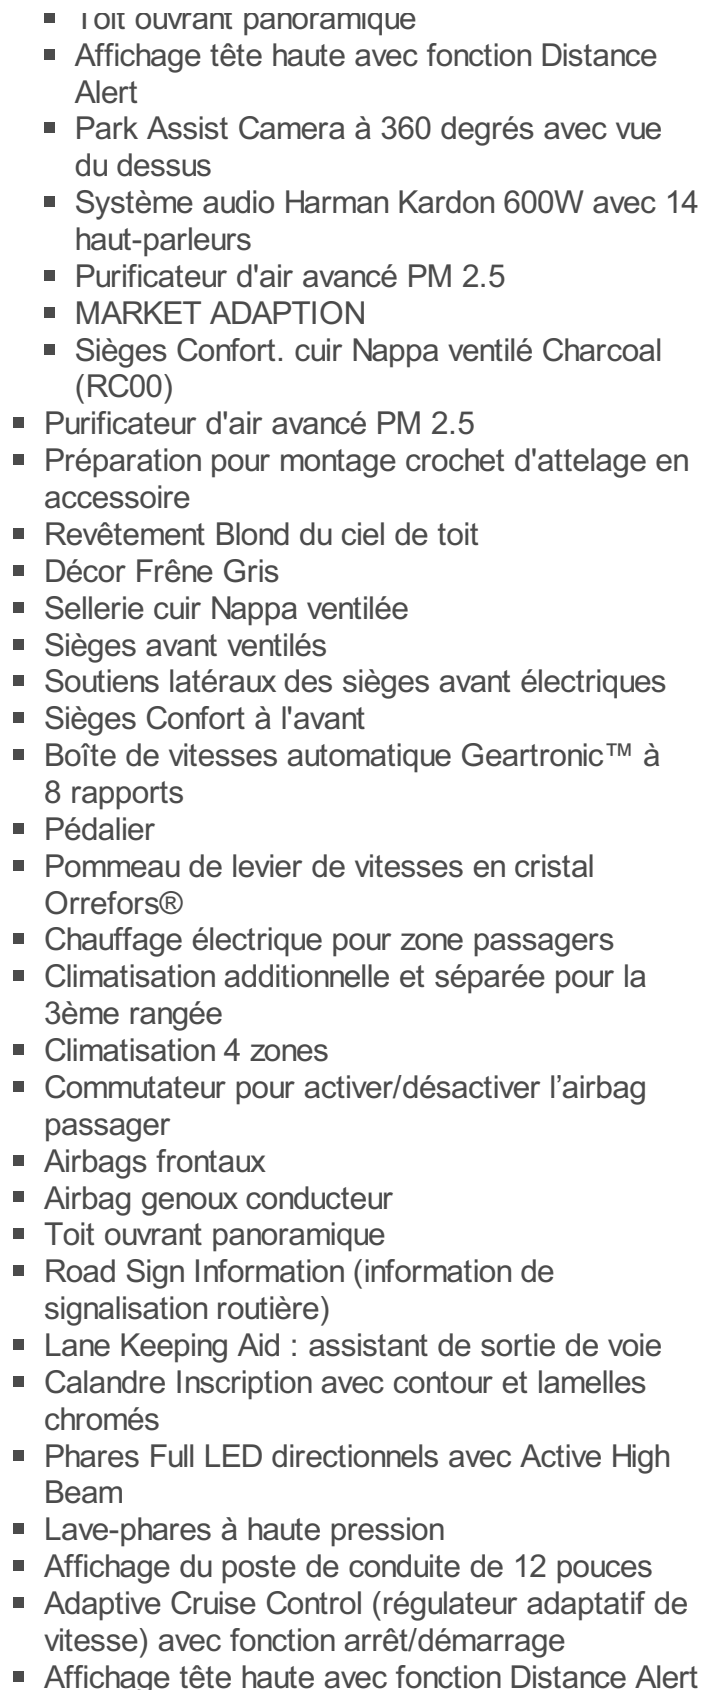 Toit ouvrant panoramique
Affichage tête haute avec fonction Distance
Alert
Park Assist Camera à 360 degrés avec vue
du dessus
Système audio Harman Kardon 600W avec 14
haut-parleurs
Purificateur d'air avancé PM 2.5
MARKET ADAPTION
Sièges Confort. cuir Nappa ventilé Charcoal
(RC00)
Purificateur d'air avancé PM 2.5
Préparation pour montage crochet d'attelage en
accessoire
Revêtement Blond du ciel de toit
Décor Frêne Gris
Sellerie cuir Nappa ventilée
Sièges avant ventilés
Soutiens latéraux des sièges avant électriques
Sièges Confort à l'avant
Boîte de vitesses automatique Geartronic™ à
8 rapports
Pédalier
Pommeau de levier de vitesses en cristal
Orrefors®
Chauffage électrique pour zone passagers
Climatisation additionnelle et séparée pour la
3ème rangée
Climatisation 4 zones
Commutateur pour activer/désactiver l’airbag
passager
Airbags frontaux
Airbag genoux conducteur
Toit ouvrant panoramique
Road Sign Information (information de
signalisation routière)
Lane Keeping Aid : assistant de sortie de voie
Calandre Inscription avec contour et lamelles
chromés
Phares Full LED directionnels avec Active High
Beam
Lave-phares à haute pression
Affichage du poste de conduite de 12 pouces
Adaptive Cruise Control (régulateur adaptatif de
vitesse) avec fonction arrêt/démarrage
Affichage tête haute avec fonction Distance Alert